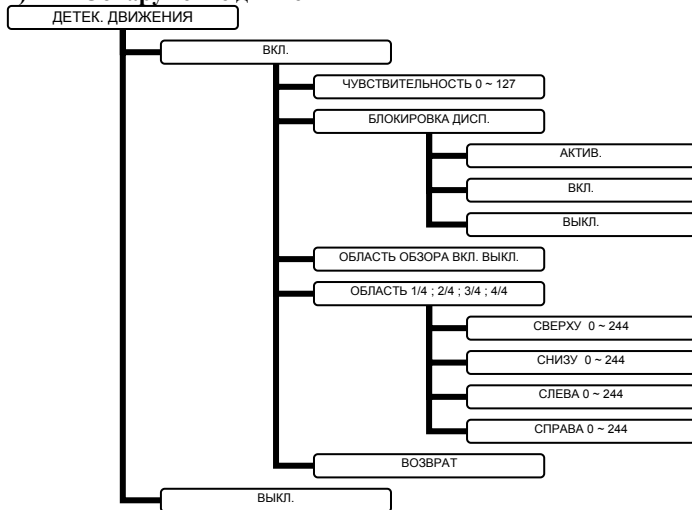 ДЕТЕК. ДВИЖЕНИЯ
ВКЛ.
ЧУВСТВИТЕЛЬНОСТЬ 0 ~ 127
БЛОКИРОВКА ДИСП.
АКТИВ.
ВКЛ.
ВЫКЛ.
ОБЛАСТЬ ОБЗОРА ВКЛ. ВЫКЛ.
ОБЛАСТЬ 1/4 ; 2/4 ; 3/4 ; 4/4
СВЕРХУ 0 ~ 244
СНИЗУ 0 ~ 244
СЛЕВА 0 ~ 244
СПРАВА 0 ~ 244
ВОЗВРАТ
ВЫКЛ.